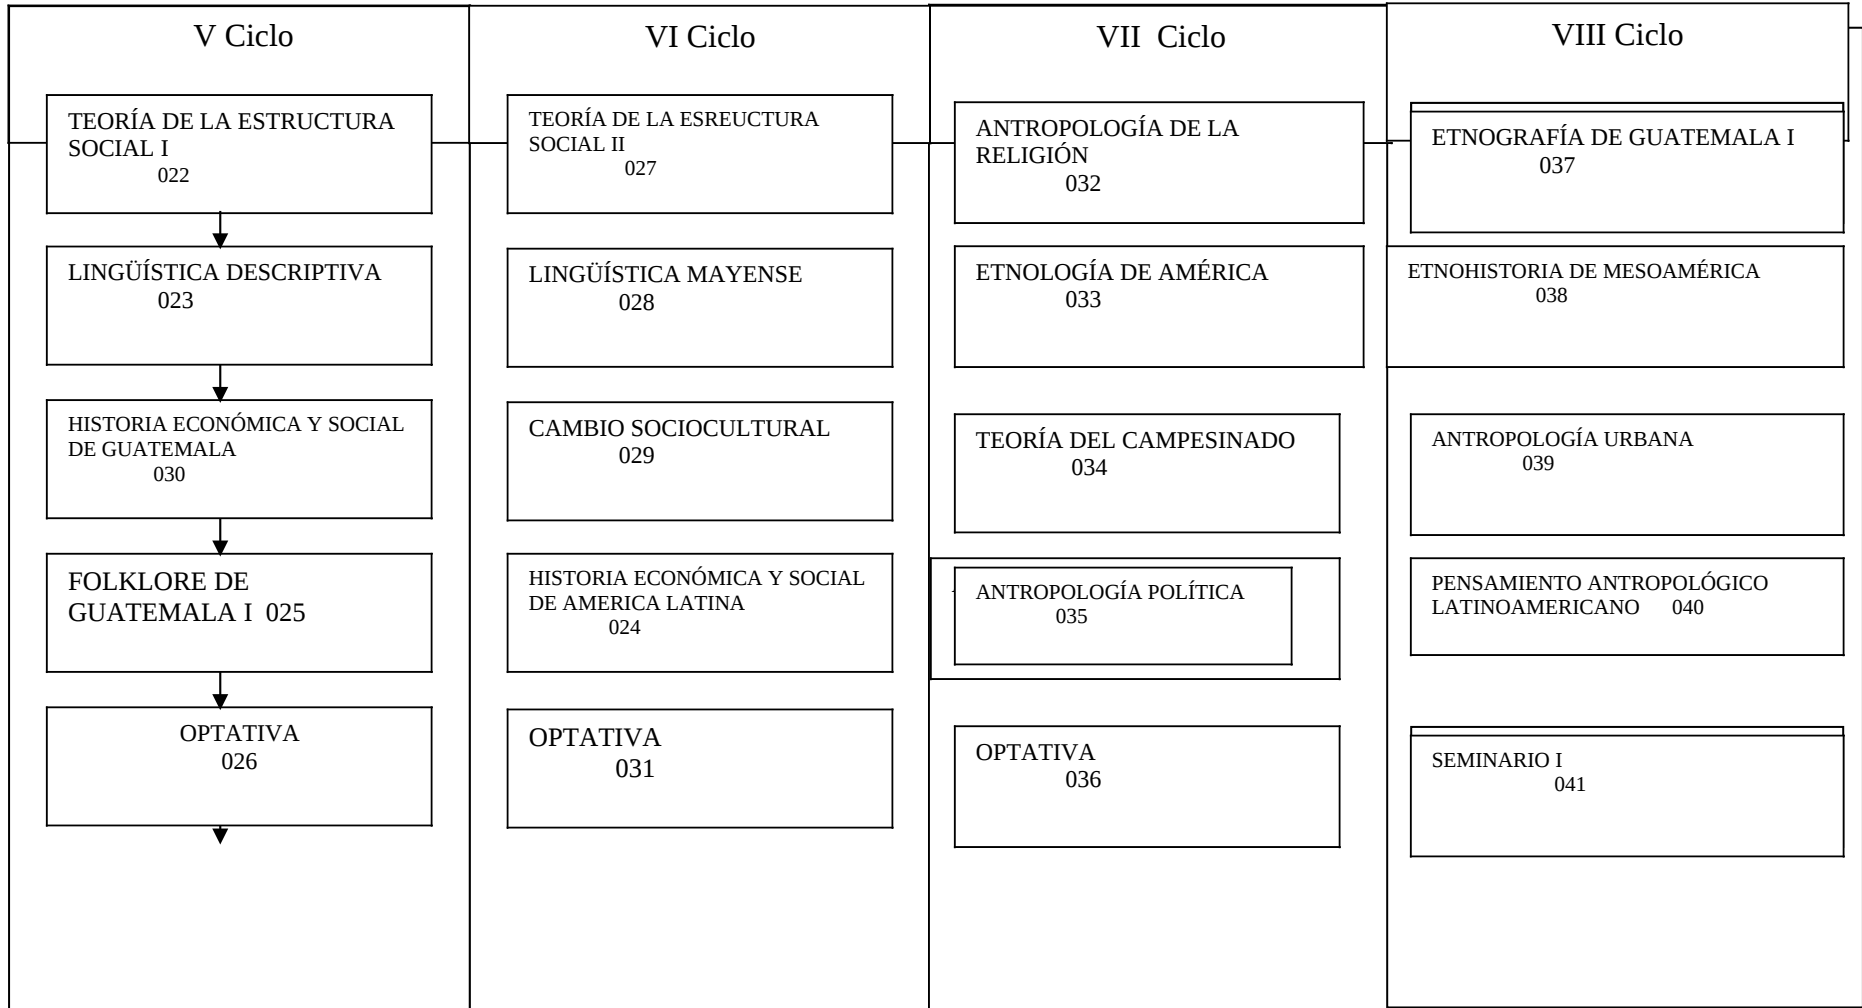 V Ciclo
TEORÍA DE LA ESTRUCTURA
SOCIAL I
022
LINGÜÍSTICA DESCRIPTIVA
023
HISTORIA ECONÓMICA Y SOCIAL
DE GUATEMALA
030
FOLKLORE DE
GUATEMALA I 025
OPTATIVA
026
VI Ciclo
TEORÍA DE LA ESREUCTURA
SOCIAL II
027
LINGÜÍSTICA MAYENSE
028
CAMBIO SOCIOCULTURAL
029
HISTORIA ECONÓMICA Y SOCIAL
DE AMERICA LATINA
024
OPTATIVA
031
VII Ciclo
ANTROPOLOGÍA DE LA
RELIGIÓN
032
ETNOLOGÍA DE AMÉRICA
033
TEORÍA DEL CAMPESINADO
034
ANTROPOLOGÍA POLÍTICA
035
OPTATIVA
036
VIII Ciclo
ETNOGRAFÍA DE GUATEMALA I
037
ETNOHISTORIA DE MESOAMÉRICA
038
ANTROPOLOGÍA URBANA
039
PENSAMIENTO ANTROPOLÓGICO
LATINOAMERICANO 040
SEMINARIO I
041